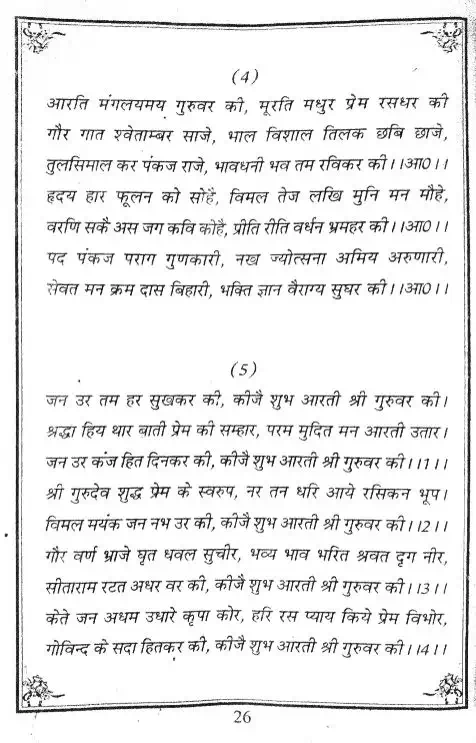 (4)
आरति मंगलयमय गुरुवर की, मूरति मधुर प्रेम रसधर की
गौर गात श्वेताम्बर साजे, भाल विशाल तिलक छबि छाजे,
तुलसिमाल कर पंकज राजे, भावधनी भव तम रविकर की।।आ0।।
हृदय हार फूलन को सोहै, विमल तेज लखि मुनि मन मौहे,
वरणि सकै अस जग कवि कोहै, प्रीति रीति वर्धन भ्रमहर की।।आ0।।
पद पंकज पराग गुणकारी, नख ज्योत्सना अमिय अरुणारी,
सेवत मन क्रम दास बिहारी, भक्ति ज्ञान वैराग्य सुघर की।।आ0।।
(5)
जन उर तम हर सुखकर की, कीजै शुभ आरती श्री गुरुवर की।
श्रद्धा हिय थार बाती प्रेम की सम्हार, परम मुदित मन आरती उतार।
जन उर कंज हित दिनकर की, कीजै शुभ आरती श्री गुरुवर की।।1।।
श्री गुरुदेव शुद्ध प्रेम के स्वरुप, नर तन धरि आये रसिकन भूप।
विमल मयंक जन नभ उर की, कीजै शुभ आरती श्री गुरुवर की।।2।।
गौर वर्ण भ्राजे घृत धवल सुचीर, भव्य भाव भरित श्रवत दृग नीर,
सीताराम रटत अधर वर की, कीजै शुभ आरती श्री गुरुवर की।।3।।
केते जन अधम उधारे कृपा कोर, हरि रस प्याय किये प्रेम विभोर,
गोविन्द के सदा हितकर की, कीजै शुभ आरती श्री गुरुवर की।।4।।
26